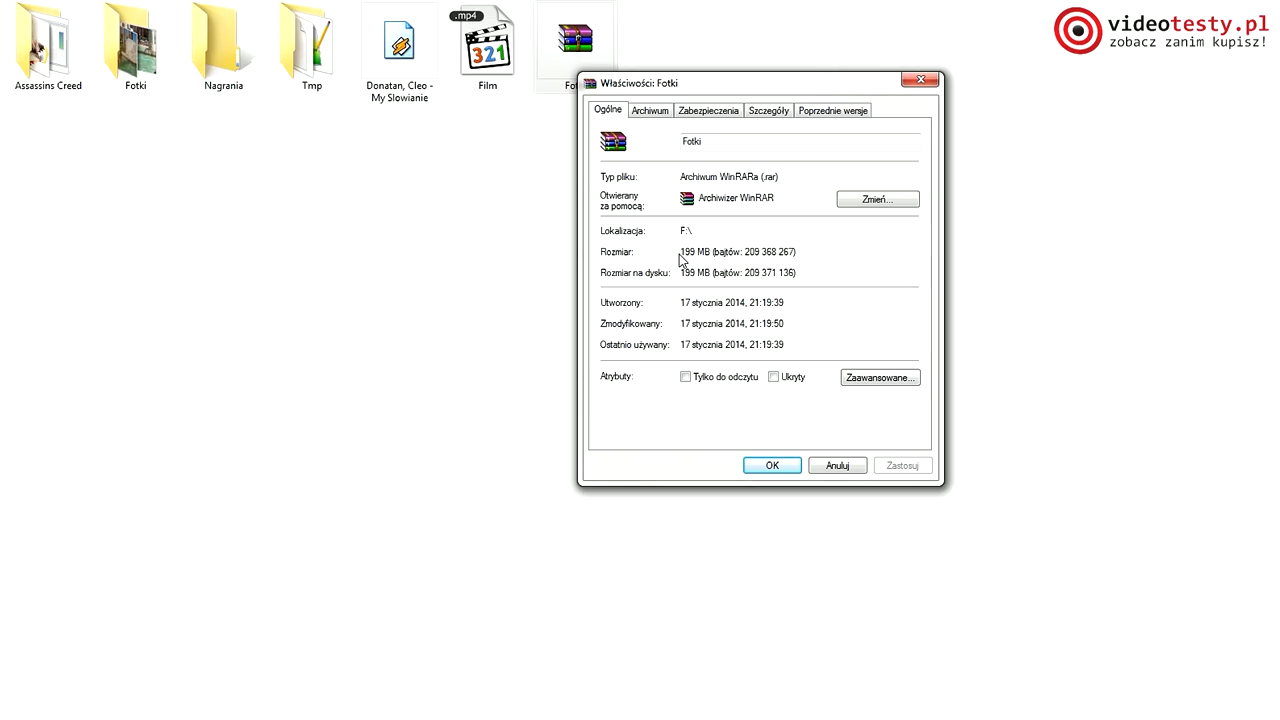 videotesty.pl
zobacz zanim kupisz!
.mp4
321
Assassins Creed
Fotki
Nagrania
Tmp
Donatan, Cleo -
My Slowianie
Film
Właściwości: Fotki
Ogólne
Archiwum
Zabezpieczenia
Szczegóły
Poprzednie wersje
Fotki
Typ pliku: Archiwum WinRARa (.rar)
Otwierany
za pomocą: Archiwizer WinRAR Zmień...
Lokalizacja: F:\
Rozmiar: 199 MB (bajtów: 209 368 267)
Rozmiar na dysku: 199 MB (bajtów: 209 371 136)
Utworzony: 17 stycznia 2014, 21:19:39
Zmodyfikowany: 17 stycznia 2014, 21:19:50
Ostatnio używany: 17 stycznia 2014, 21:19:39
Atrybuty: Tylko do odczytu Ukryty Zaawansowane...
OK Anuluj Zastosuj